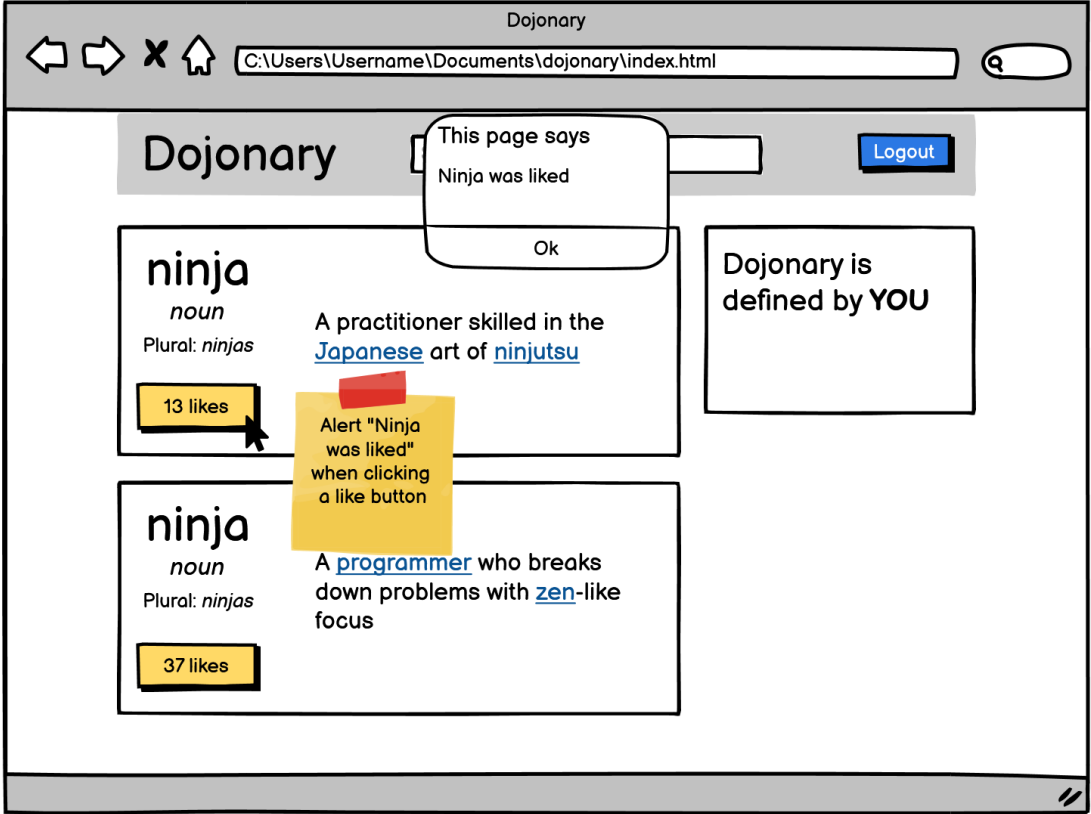 Dojonary
C:\Users\Username\Documents\dojonary\index.html
Dojonary
Logout
This page says
Ninja was liked
Ok
ninja
noun
Plural: ninjas
13 likes
A practitioner skilled in the
Japanese art of ninjutsu
Alert "Ninja
was liked"
when clicking
a like button
Dojonary is
defined by YOU
ninja
noun
Plural: ninjas
37 likes
A programmer who breaks
down problems with zen-like
focus